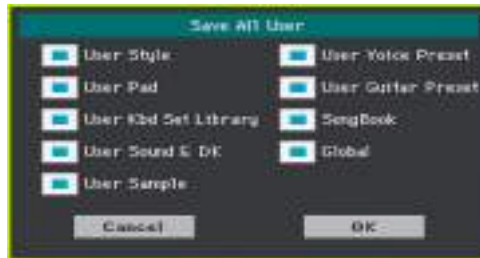 Save All User
User Style
User Voice Preset
User Pad
User Guitar Preset
User Kbd Set Library
SongBook
User Sound & DK
Global
User Sample
Cancel
OK